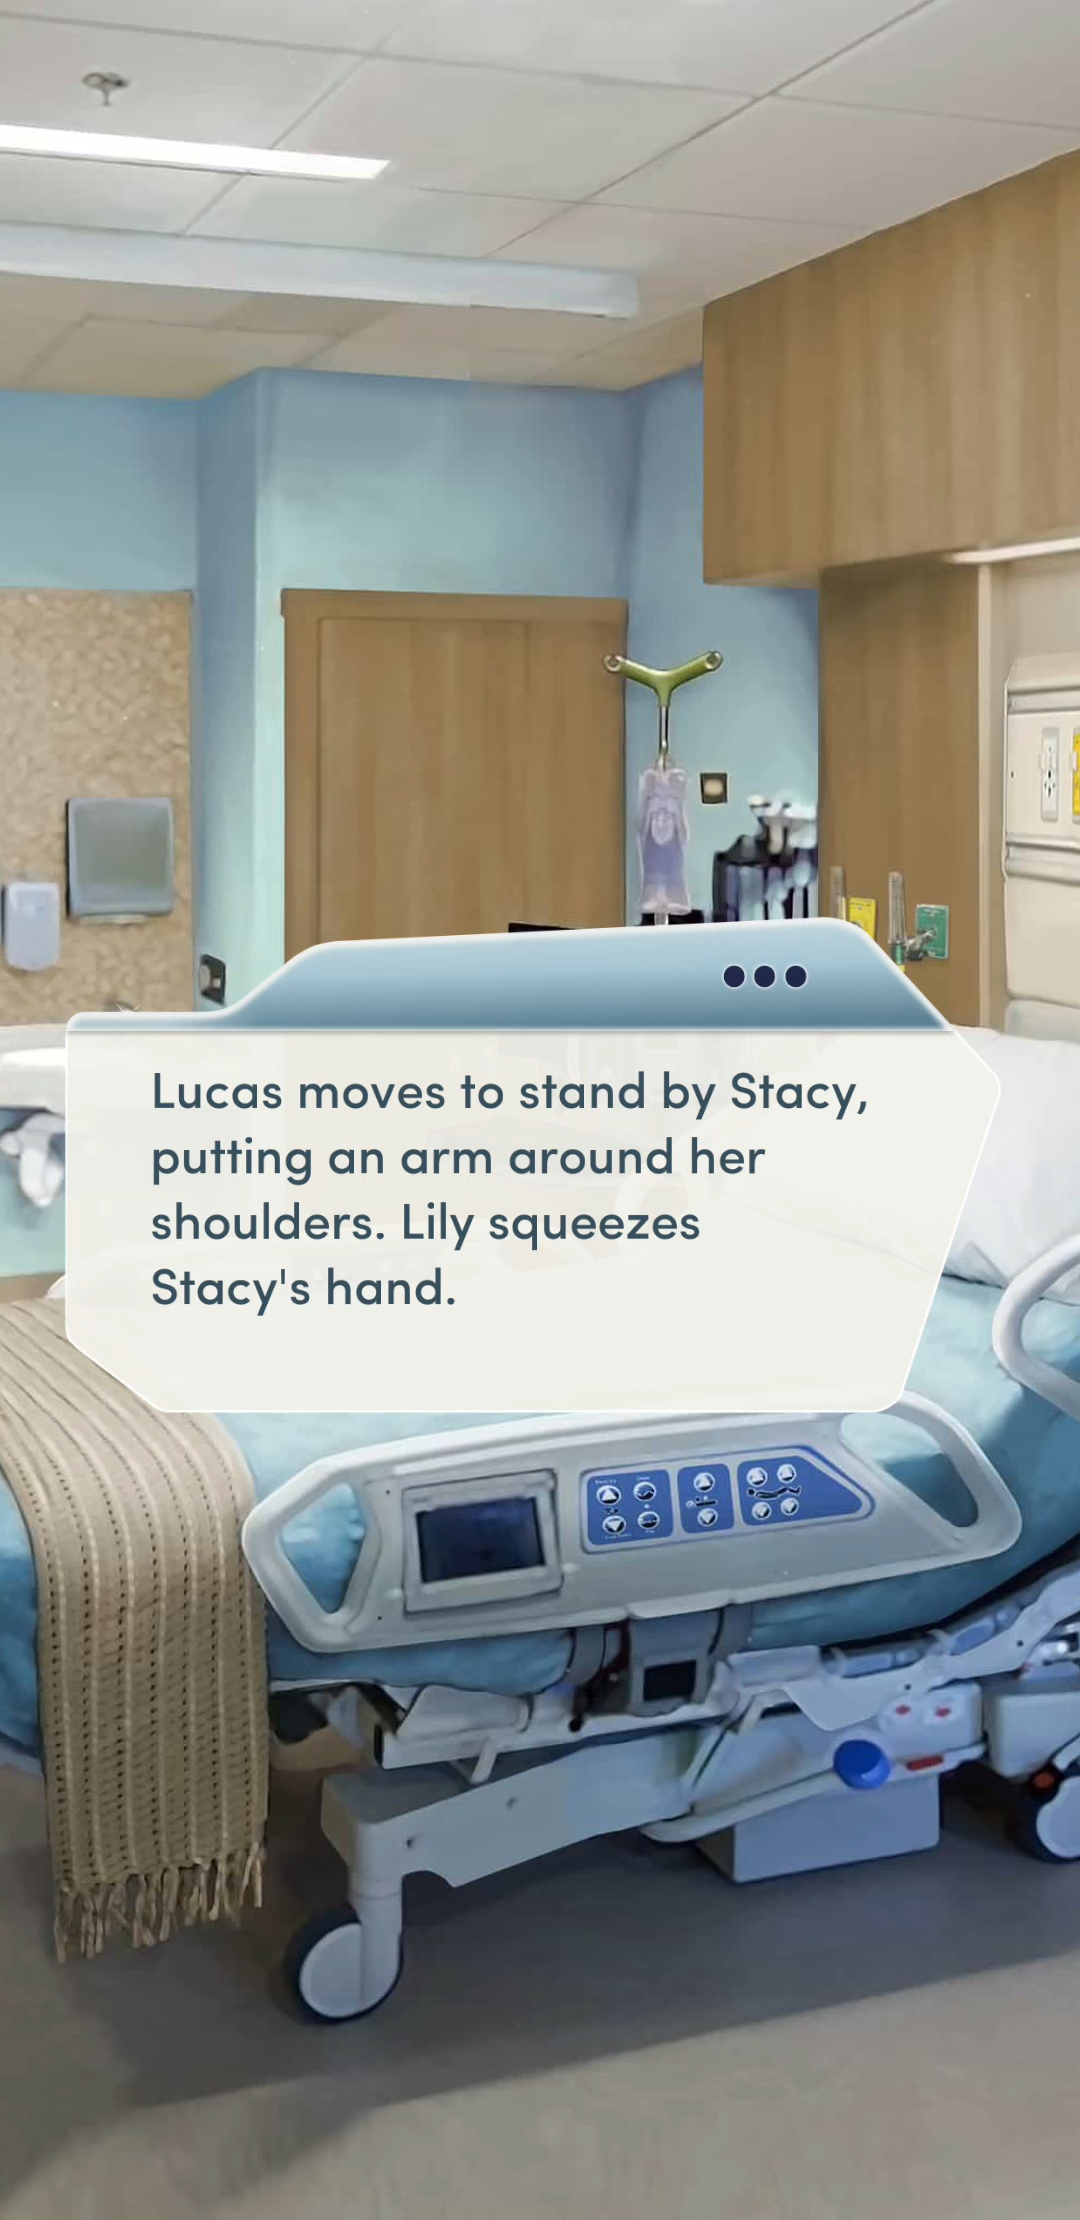 Lucas moves to stand by Stacy,
putting an arm around her
shoulders. Lily squeezes
Stacy's hand.